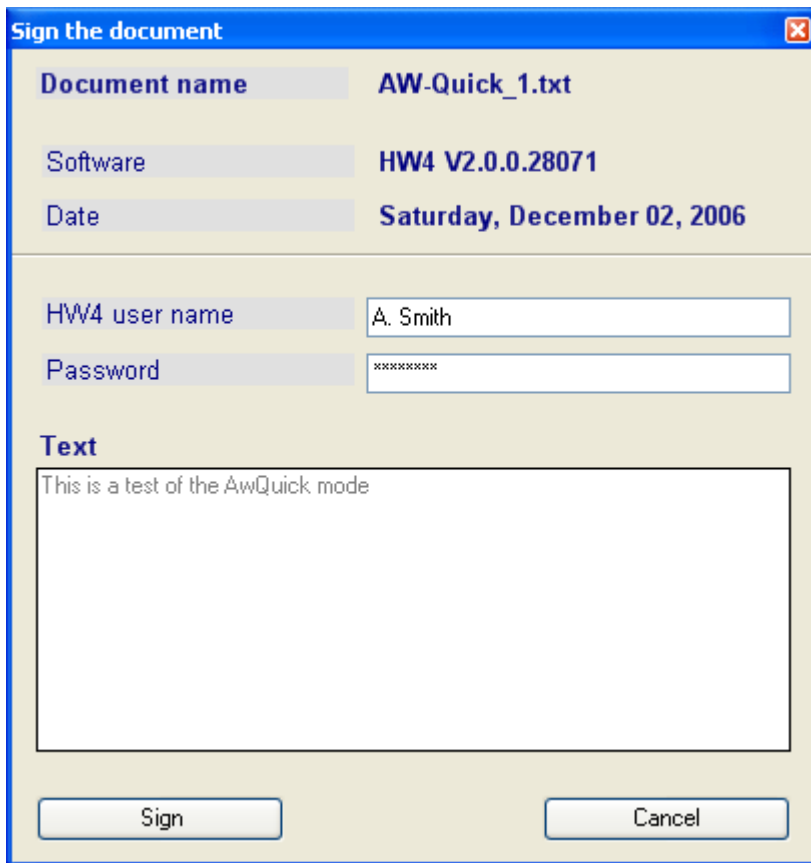 Sign the document
Document name AW-Quick_1.txt
Software HW4 V2.0.0.28071
Date Saturday, December 02, 2006
HW4 user name A. Smith
Password ********
Text
This is a test of the AwQuick mode
Sign Cancel